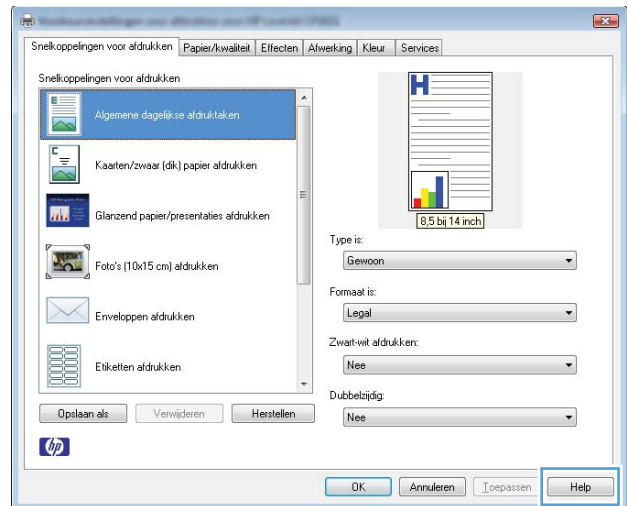 Snelkoppelingen voor afdrukken Papier/kwaliteit Effecten Afwerking Kleur Services
Snelkoppelingen voor afdrukken
Algemene dagelijkse afdruktaken
Kaarten/zwaar (dik) papier afdrukken
Glanzend papier/presentaties afdrukken
Foto's (10x15 cm) afdrukken
Enveloppen afdrukken
Etiketten afdrukken
Opslaan als Verwijderen Herstellen
hp
H
8,5 bij 14 inch
Type is:
Gewoon
Formaat is:
Legal
Zwart-wit afdrukken:
Nee
Dubbelzijdig:
Nee
OK Annuleren Toepassen Help